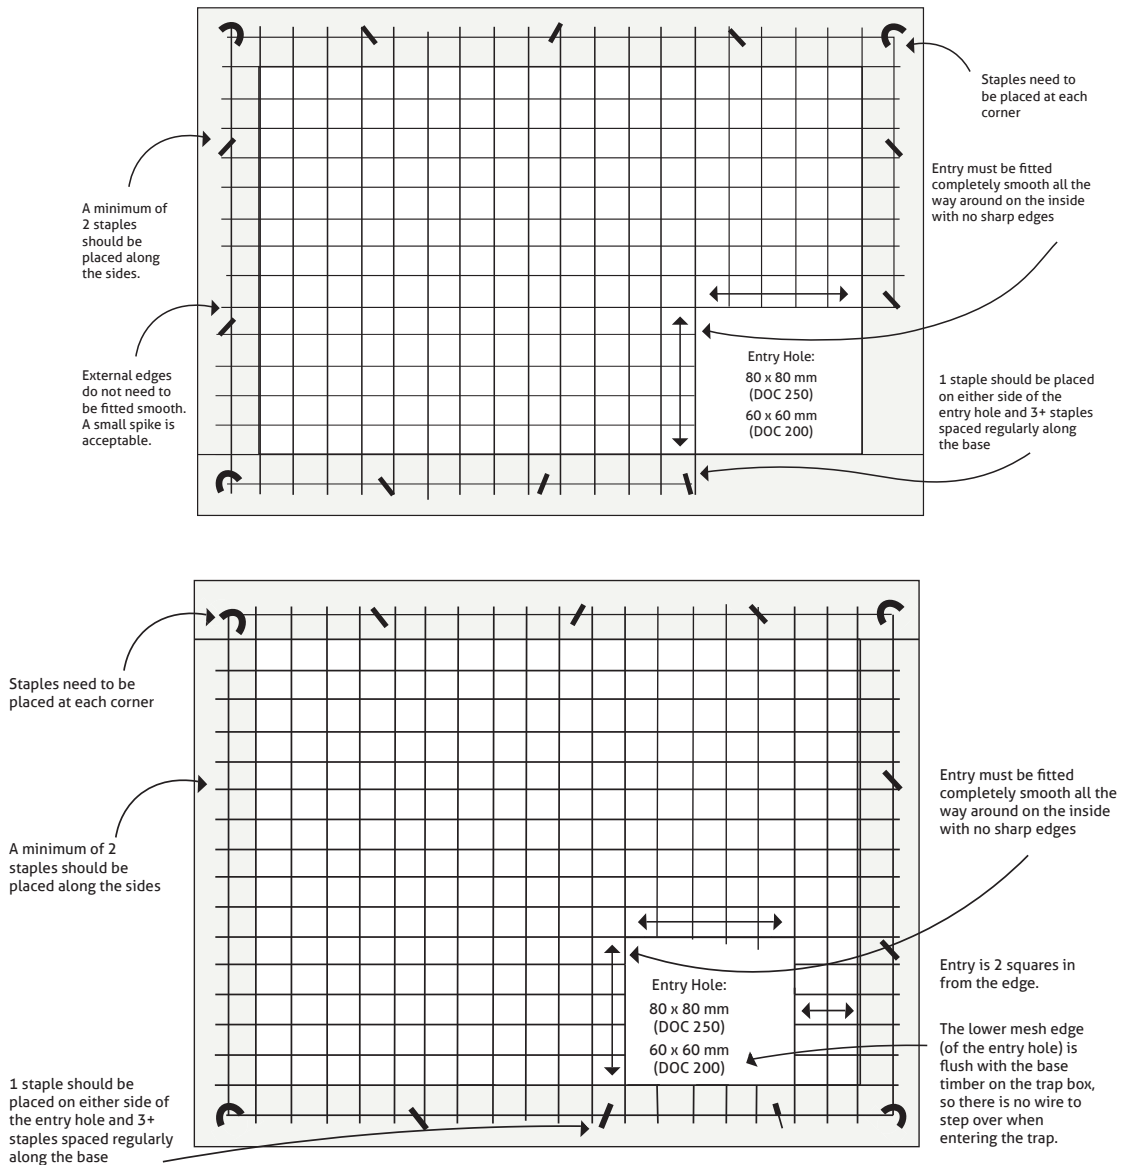 Staples need to
be placed at each
corner
Entry must be fitted
completely smooth all the
way around on the inside
with no sharp edges
A minimum of
2 staples
should be
placed along
the sides.
External edges
do not need to
be fitted smooth.
A small spike is
acceptable.
Entry Hole:
80 x 80 mm
(DOC 250)
60 x 60 mm
(DOC 200)
1 staple should be placed
on either side of the
entry hole and 3+ staples
spaced regularly along
the base
Staples need to be
placed at each corner
A minimum of 2
staples should be
placed along the sides
Entry must be fitted
completely smooth all the
way around on the inside
with no sharp edges
Entry is 2 squares in
from the edge.
Entry Hole:
80 x 80 mm
(DOC 250)
60 x 60 mm
(DOC 200)
The lower mesh edge
(of the entry hole) is
flush with the base
timber on the trap box,
so there is no wire to
step over when
entering the trap.
1 staple should be
placed on either side of
the entry hole and 3+
staples spaced regularly
along the base